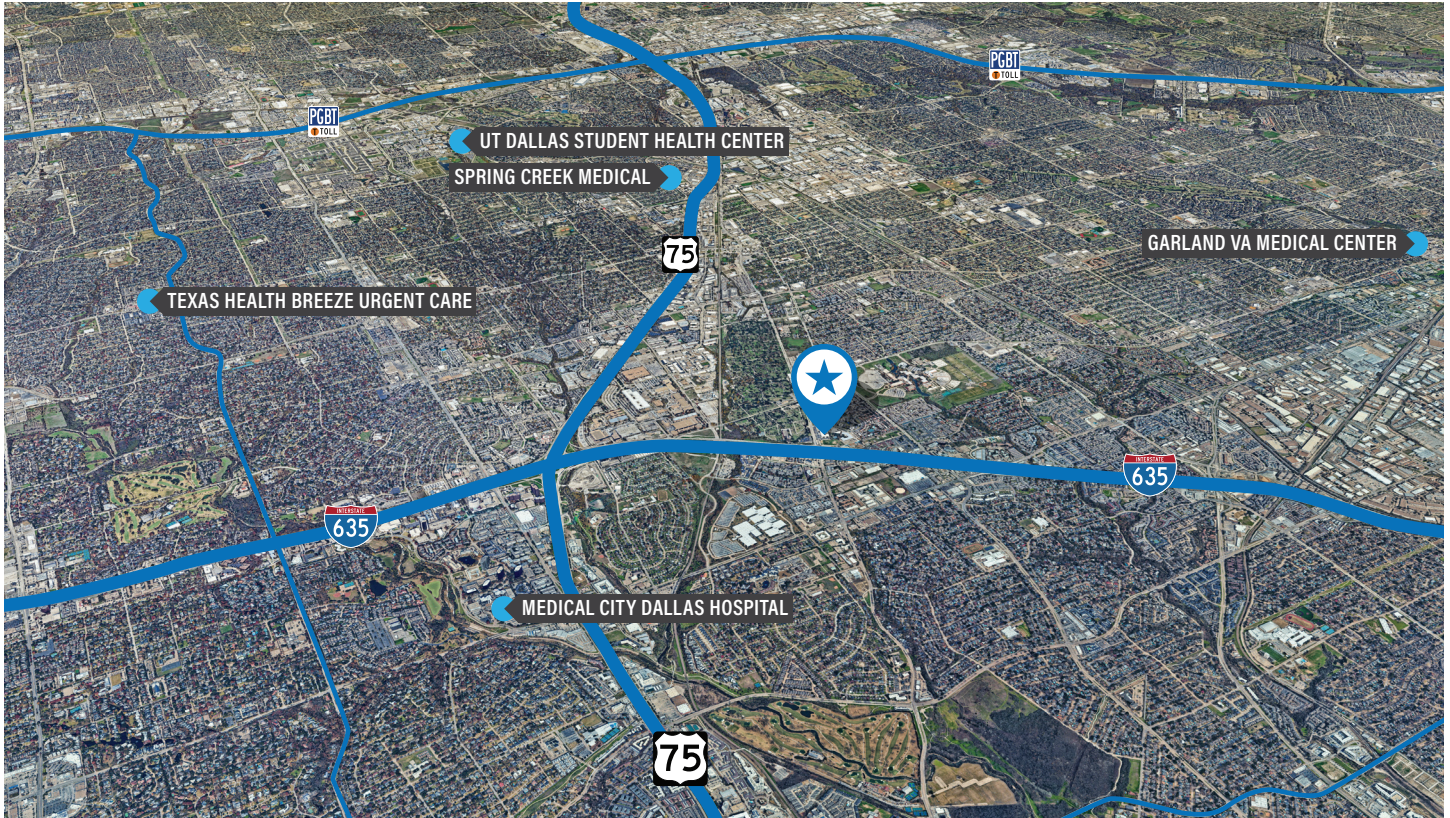 PGBT
TOLL
PGBT
TOLL
UT DALLAS STUDENT HEALTH CENTER
SPRING CREEK MEDICAL
75
GARLAND VA MEDICAL CENTER
TEXAS HEALTH BREEZE URGENT CARE
INTERSTATE
635
INTERSTATE
635
MEDICAL CITY DALLAS HOSPITAL
75